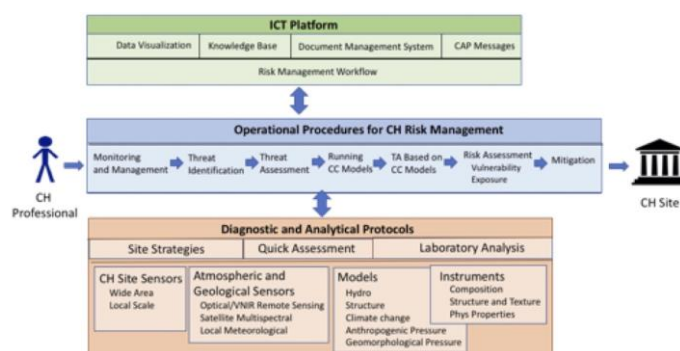 ICT Platform
Data Visualization
Knowledge Base
Document Management System
CAP Messages
Risk Management Workflow
Operational Procedures for CH Risk Management
CH
Professional
Monitoring
and Management
Threat
Identification
Threat
Assessment
Running
CC Models
TA Based on
CC Models
Risk Assessment
Vulnerability
Exposure
Mitigation
CH Site
Diagnostic and Analytical Protocols
Site Strategies
Quick Assessment
Laboratory Analysis
CH Site Sensors
Wide Area
Local Scale
Atmospheric and
Geological Sensors
Optical/VNIR Remote Sensing
Satellite Multispectral
Local Meteorological
Models
Hydro
Structure
Climate change
Anthropogenic Pressure
Geomorphological Pressure
Instruments
Composition
Structure and Texture
Phys Properties